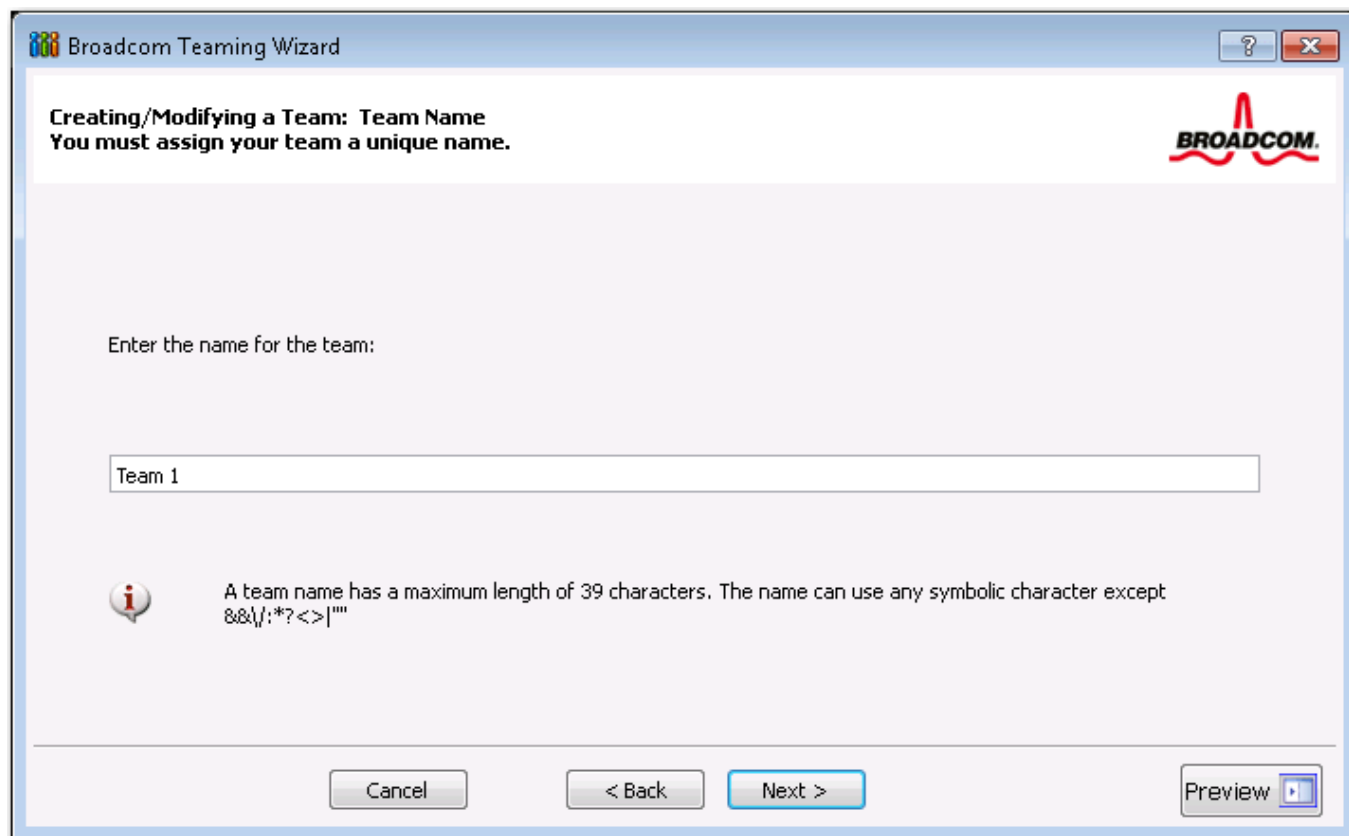 Broadcom Teaming Wizard
Creating/Modifying a Team:  Team Name
You must assign your team a unique name.
BROADCOM.
Enter the name for the team:
Team 1
A team name has a maximum length of 39 characters. The name can use any symbolic character except
&&\/:*?<>|""
Cancel
< Back
Next >
Preview